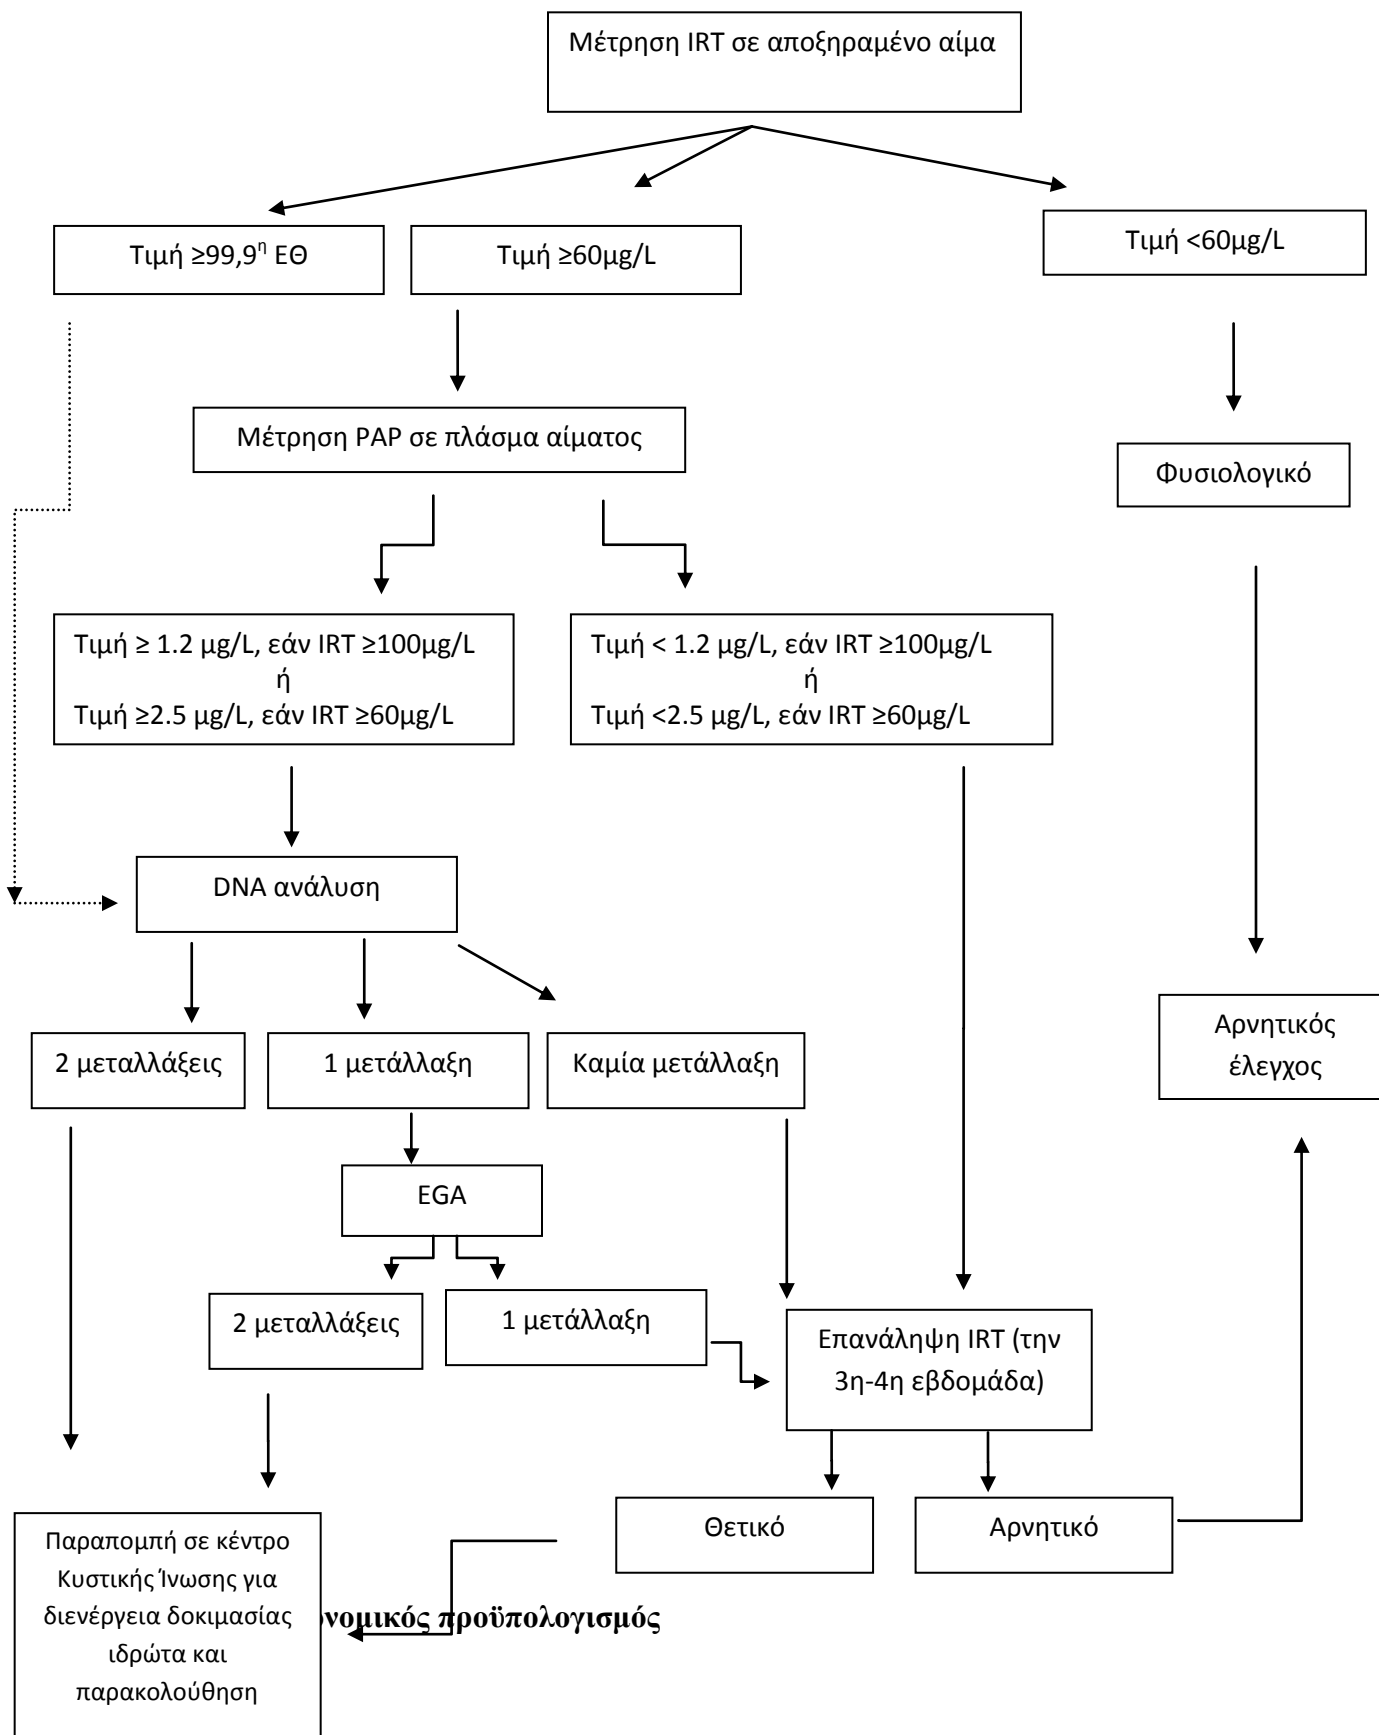 Μέτρηση IRT σε αποξηραμένο αίμα
Τιμή ≥99,9η ΕΘ
Τιμή ≥60μg/L
Τιμή <60μg/L
Μέτρηση PAP σε πλάσμα αίματος
Φυσιολογικό
Τιμή ≥ 1.2 μg/L, εάν IRT ≥100μg/L
ή
Τιμή ≥2.5 μg/L, εάν IRT ≥60μg/L
Τιμή < 1.2 μg/L, εάν IRT ≥100μg/L
ή
Τιμή <2.5 μg/L, εάν IRT ≥60μg/L
DNA ανάλυση
Αρνητικός
έλεγχος
2 μεταλλάξεις
1 μετάλλαξη
Καμία μετάλλαξη
EGA
2 μεταλλάξεις
1 μετάλλαξη
Επανάληψη IRT (την
3η-4η εβδομάδα)
Θετικό
Αρνητικό
Παραπομπή σε κέντρο
Κυστικής Ίνωσης για
διενέργεια δοκιμασίας
ιδρώτα και
παρακολούθηση
προϋπολογισμός